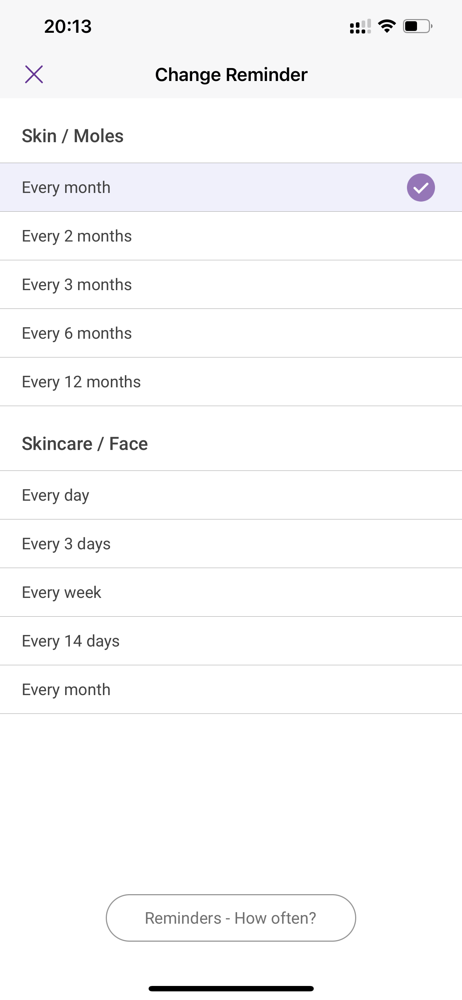 20:13
Change Reminder
Skin / Moles
Every month
Every 2 months
Every 3 months
Every 6 months
Every 12 months
Skincare / Face
Every day
Every 3 days
Every week
Every 14 days
Every month
Reminders - How often?